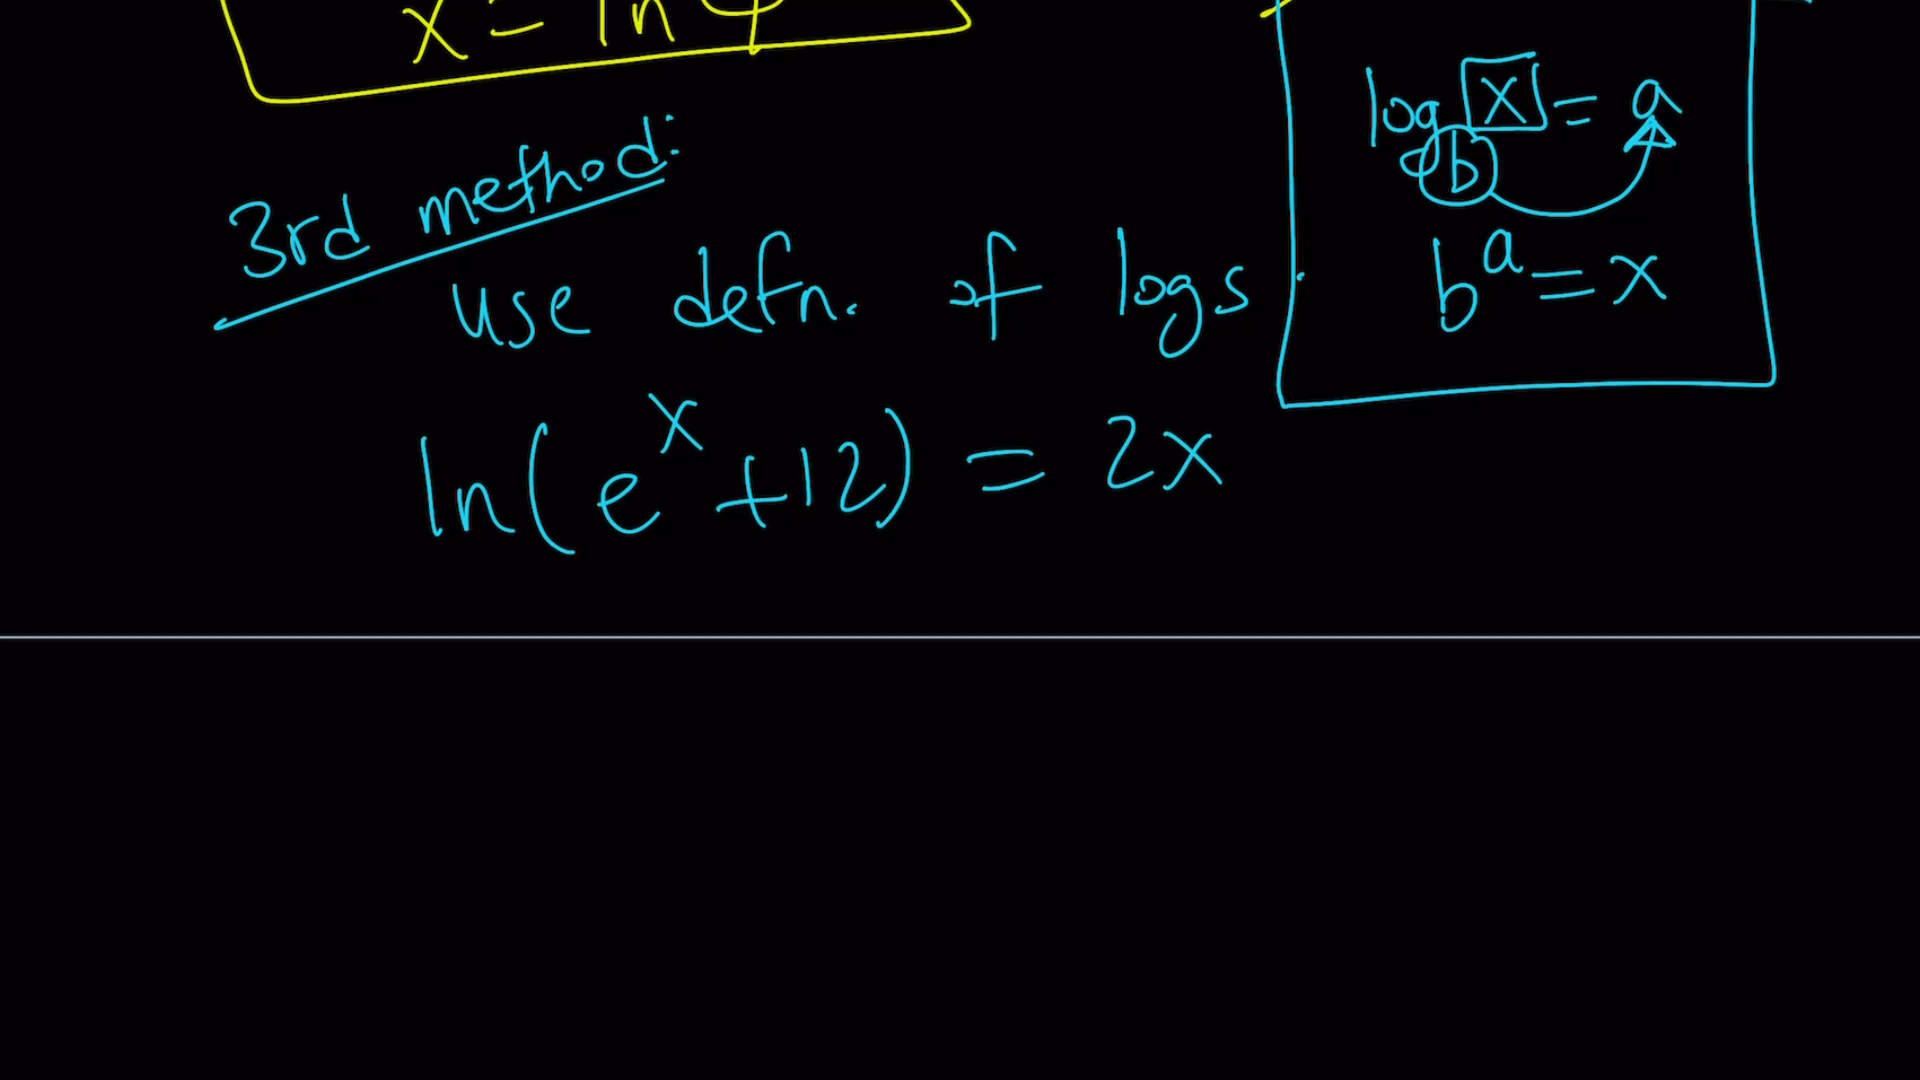 x = ln 4
3rd method:
log_b x = a
b^a = x
use defn. of logs.
ln(e^x + 12) = 2x